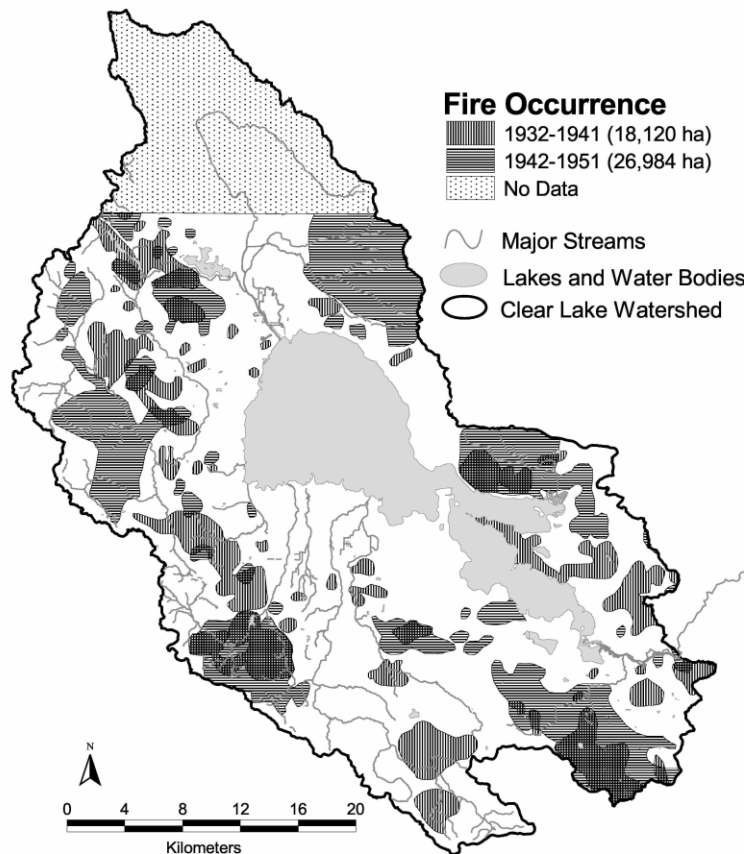 Fire Occurrence
1932-1941 (18,120 ha)
1942-1951 (26,984 ha)
No Data
Major Streams
Lakes and Water Bodies
Clear Lake Watershed
N
0 4 8 12 16 20
Kilometers